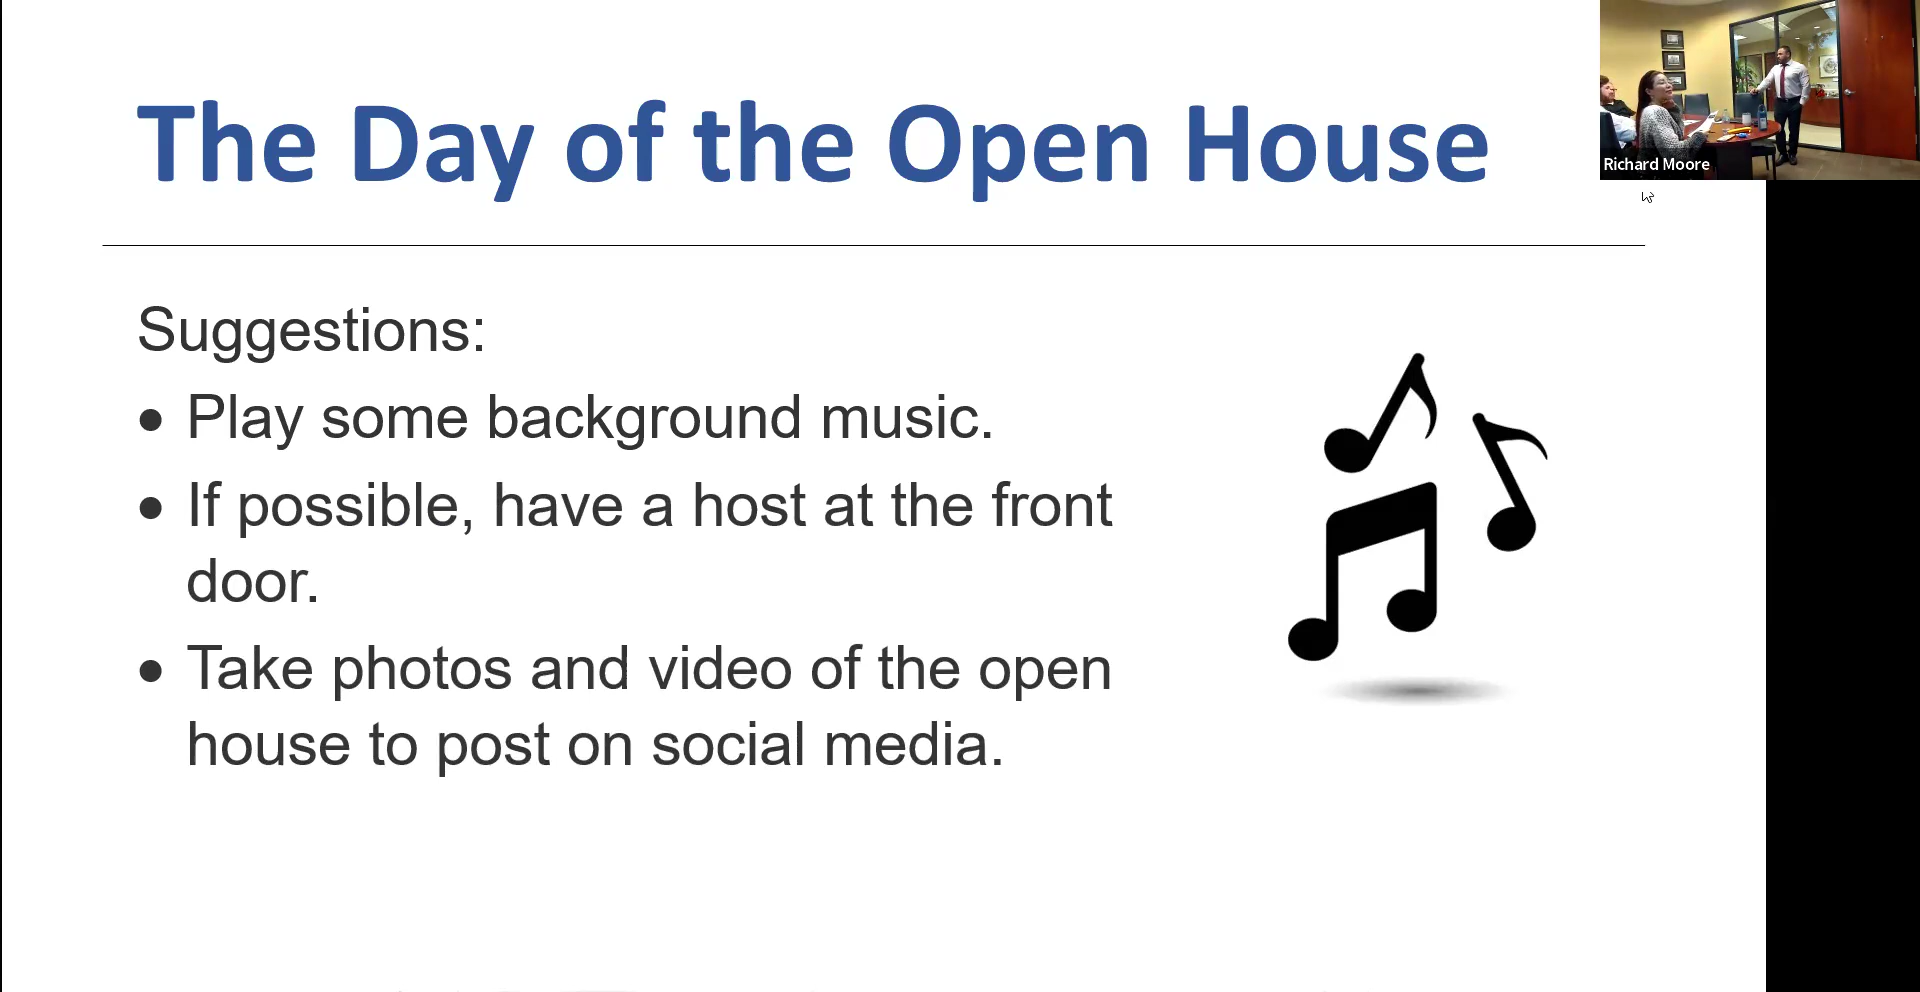 The Day of the Open House
Richard Moore
Suggestions:
• Play some background music.
• If possible, have a host at the front
door.
• Take photos and video of the open
house to post on social media.